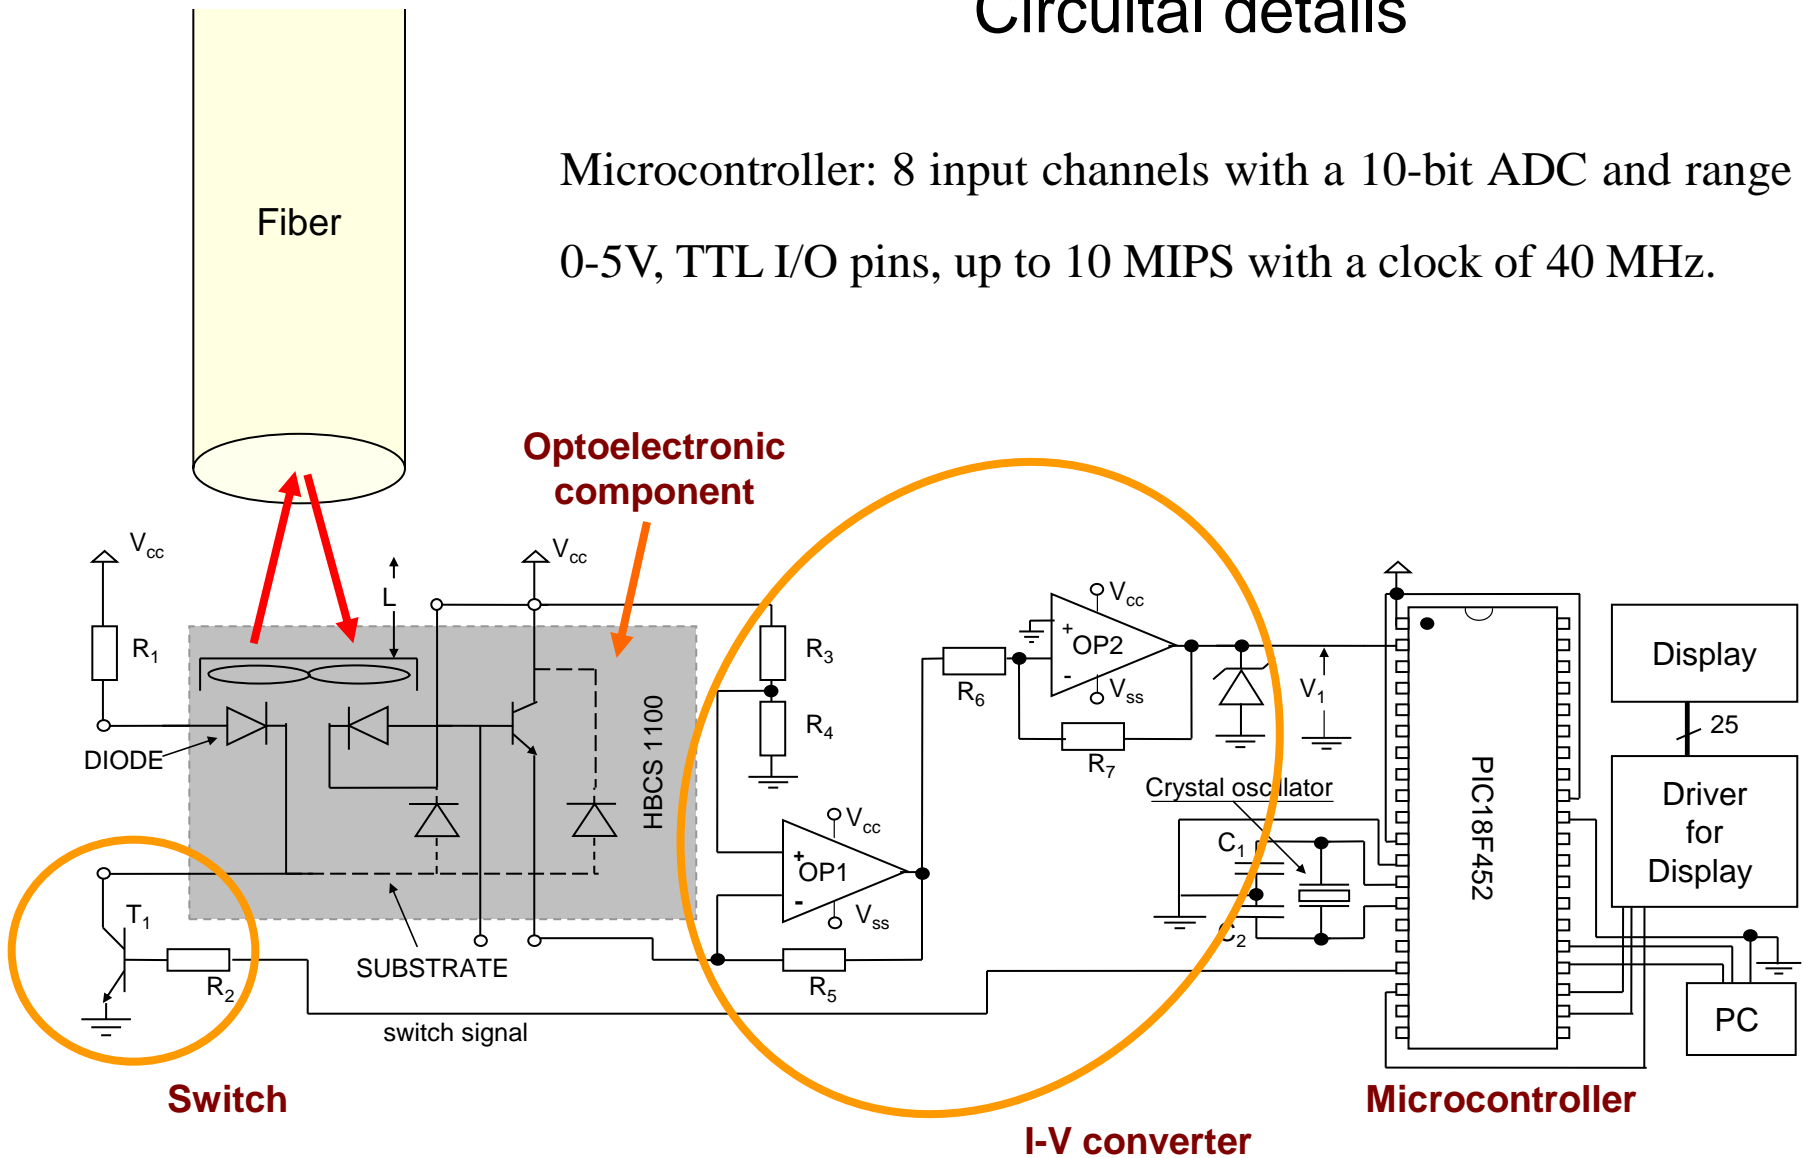 Circuital details
Microcontroller: 8 input channels with a 10-bit ADC and range
0-5V, TTL I/O pins, up to 10 MIPS with a clock of 40 MHz.
Fiber
Optoelectronic
component
Vcc
Vcc
L
R1
DIODE
HBCS 1100
SUBSTRATE
T1
R2
switch signal
Switch
R3
R4
+
OP1
-
Vcc
Vss
R5
R6
+
OP2
-
Vcc
Vss
R7
V1
Crystal oscillator
C1
C2
I-V converter
PIC18F452
Microcontroller
Display
25
Driver
for
Display
PC